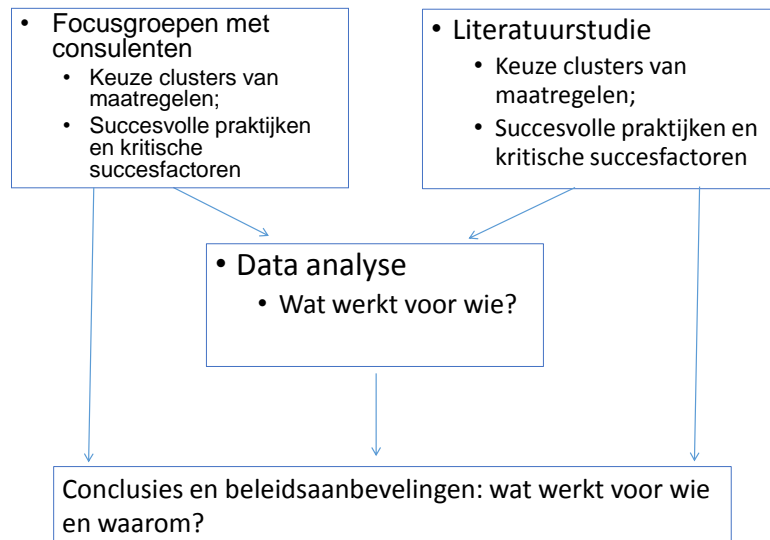 • Focusgroepen met
consulenten
• Keuze clusters van
maatregelen;
• Succesvolle praktijken
en kritische
succesfactoren
• Literatuurstudie
• Keuze clusters van
maatregelen;
• Succesvolle praktijken en
kritische succesfactoren
• Data analyse
• Wat werkt voor wie?
Conclusies en beleidsaanbevelingen: wat werkt voor wie
en waarom?